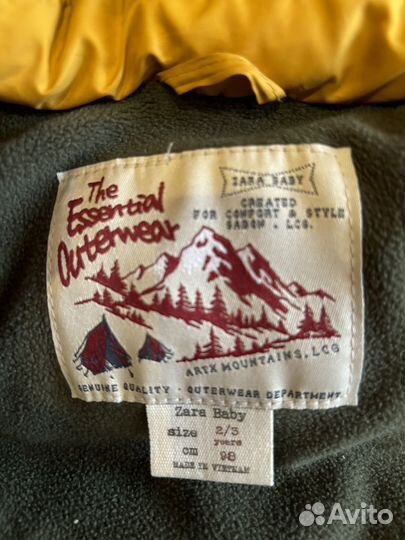 The
Essential
Outerwear
ZARA BABY
CREATED
FOR COMFORT & STYLE
SABON . LCG.
ARTX MOUNTAINS, LCG
GENUINE QUALITY · OUTERWEAR DEPARTMENT.
Zara Baby
size 2/3
years
cm 98
MADE IN VIETNAM
Avito